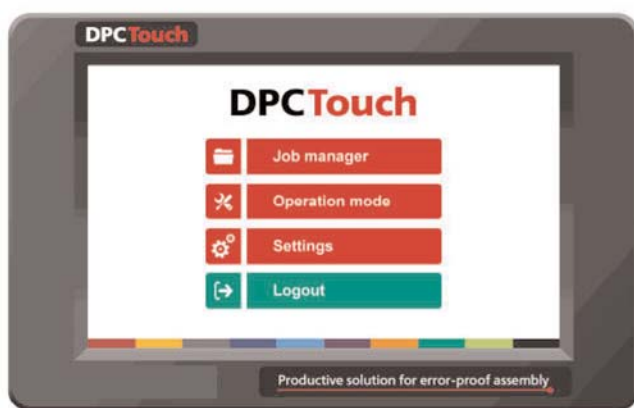 DPCTouch
DPCTouch
Job manager
Operation mode
Settings
Logout
Productive solution for error-proof assembly